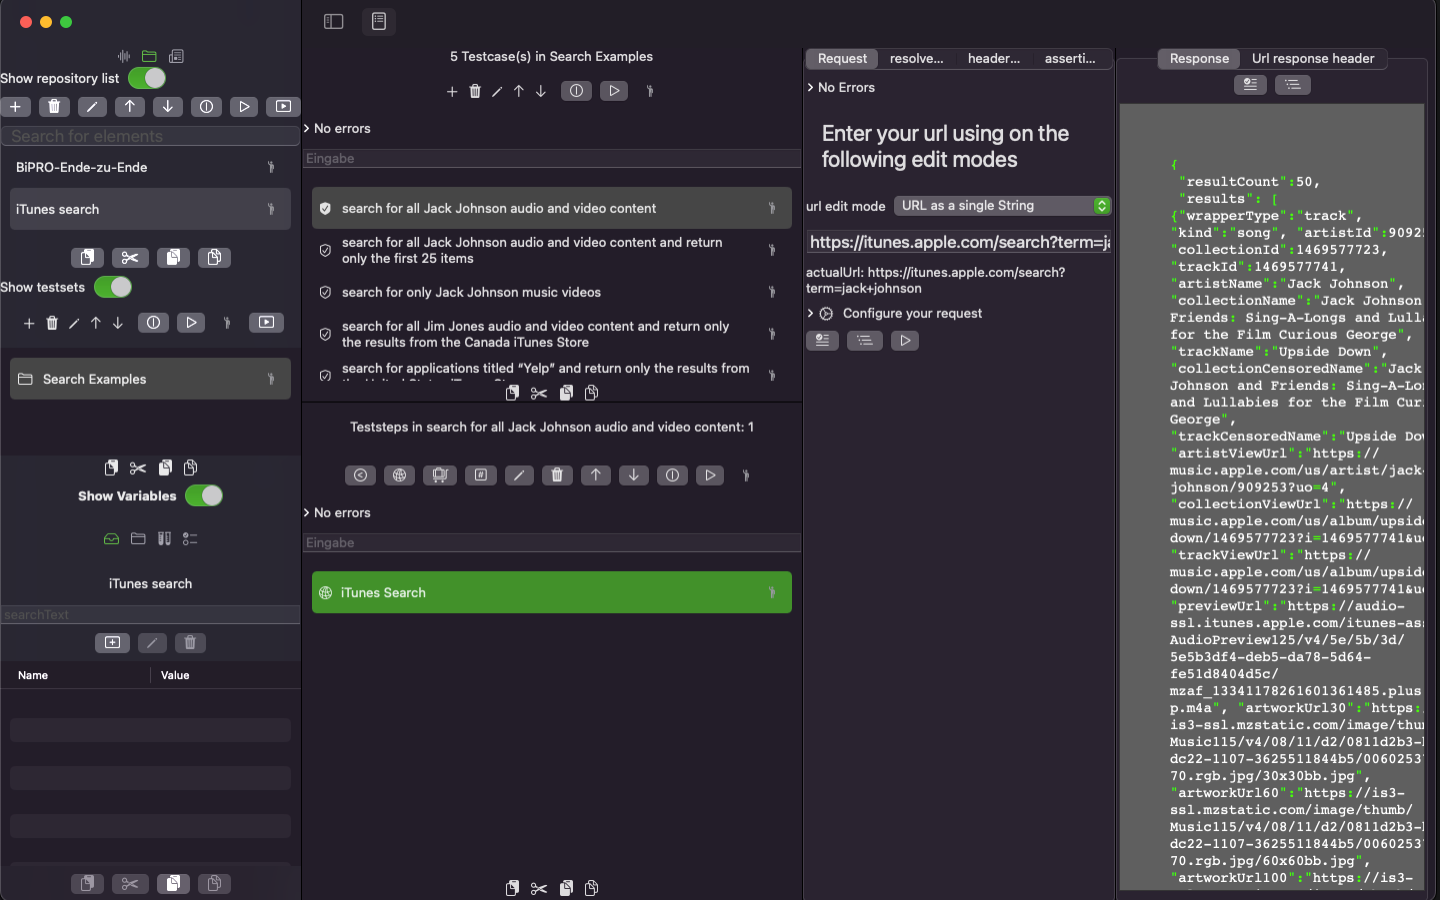 Show repository list
Search for elements
BiPRO-Ende-zu-Ende
iTunes search
Show testsets
Search Examples
Show Variables
iTunes search
searchText
Name Value
5 Testcase(s) in Search Examples
No errors
Eingabe
search for all Jack Johnson audio and video content
search for all Jack Johnson audio and video content and return
only the first 25 items
search for only Jack Johnson music videos
search for all Jim Jones audio and video content and return only
the results from the Canada iTunes Store
search for applications titled “Yelp” and return only the results from
Teststeps in search for all Jack Johnson audio and video content: 1
No errors
Eingabe
iTunes Search
Request resolve... header... asserti...
No Errors
Enter your url using on the
following edit modes
url edit mode URL as a single String
https://itunes.apple.com/search?term=ja
actualUrl: https://itunes.apple.com/search?
term=jack+johnson
Configure your request
Response Url response header
{
"resultCount":50,
"results": [
{"wrapperType":"track",
"kind":"song", "artistId":90925
"collectionId":1469577723,
"trackId":1469577741,
"artistName":"Jack Johnson",
"collectionName":"Jack Johnson
Friends: Sing-A-Longs and Lulla
for the Film Curious George",
"trackName":"Upside Down",
"collectionCensoredName":"Jack
Johnson and Friends: Sing-A-Lon
and Lullabies for the Film Cur
George",
"trackCensoredName":"Upside Dow
"artistViewUrl":"https://
music.apple.com/us/artist/jack-
johnson/909253?uo=4",
"collectionViewUrl":"https://
music.apple.com/us/album/upside
down/1469577723?i=1469577741&uo
"trackViewUrl":"https://
music.apple.com/us/album/upside
down/1469577723?i=1469577741&uo
"previewUrl":"https://audio-
ssl.itunes.apple.com/itunes-ass
AudioPreview125/v4/5e/5b/3d/
5e5b3df4-deb5-da78-5d64-
fe51d8404d5c/
mzaf_13341178261601361485.plus
p.m4a", "artworkUrl30":"https:
is3-ssl.mzstatic.com/image/thum
Music115/v4/08/11/d2/0811d2b3-b
dc22-1107-3625511844b5/00602537
70.rgb.jpg/30x30bb.jpg",
"artworkUrl60":"https://is3-
ssl.mzstatic.com/image/thumb/
Music115/v4/08/11/d2/0811d2b3-b
dc22-1107-3625511844b5/00602537
70.rgb.jpg/60x60bb.jpg",
"artworkUrl100":"https://is3-